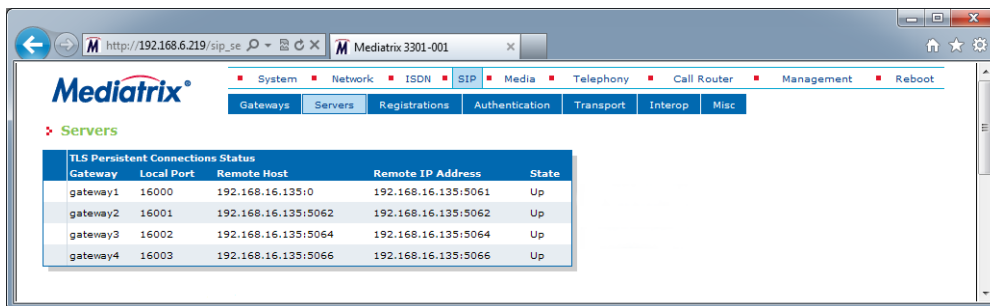 http://192.168.6.219/sip_se
Mediatrix 3301-001
Mediatrix®
System Network ISDN SIP Media Telephony Call Router Management Reboot
Gateways Servers Registrations Authentication Transport Interop Misc
Servers
TLS Persistent Connections Status
Gateway Local Port Remote Host Remote IP Address State
gateway1 16000 192.168.16.135:0 192.168.16.135:5061 Up
gateway2 16001 192.168.16.135:5062 192.168.16.135:5062 Up
gateway3 16002 192.168.16.135:5064 192.168.16.135:5064 Up
gateway4 16003 192.168.16.135:5066 192.168.16.135:5066 Up